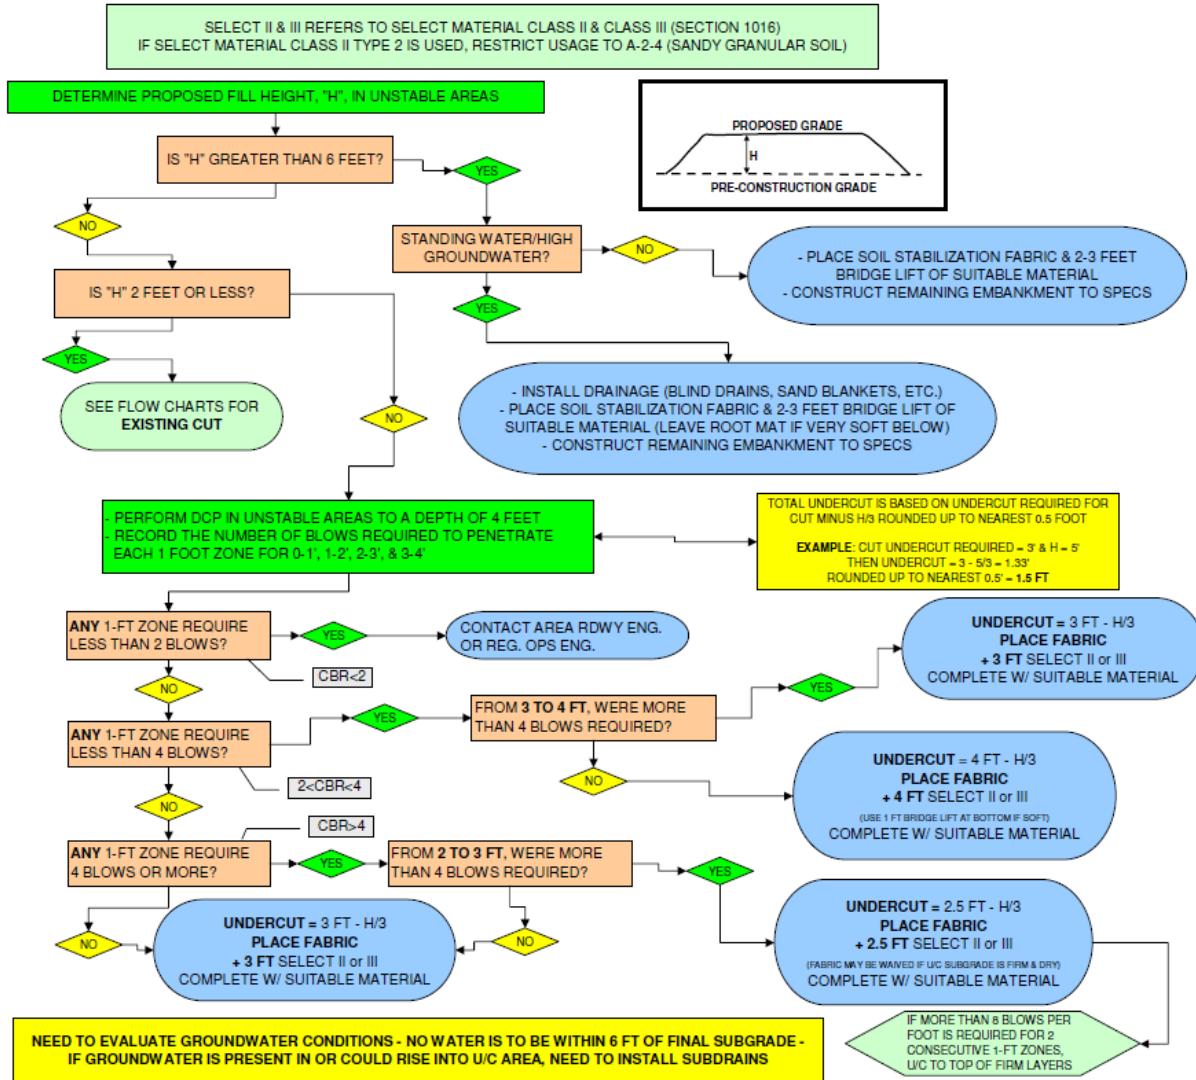 SELECT II & III REFERS TO SELECT MATERIAL CLASS II & CLASS III (SECTION 1016)
IF SELECT MATERIAL CLASS II TYPE 2 IS USED, RESTRICT USAGE TO A-2-4 (SANDY GRANULAR SOIL)
DETERMINE PROPOSED FILL HEIGHT, "H", IN UNSTABLE AREAS
PROPOSED GRADE
H
PRE-CONSTRUCTION GRADE
IS "H" GREATER THAN 6 FEET?
YES
NO
STANDING WATER/HIGH
GROUNDWATER?
NO
- PLACE SOIL STABILIZATION FABRIC & 2-3 FEET
BRIDGE LIFT OF SUITABLE MATERIAL
- CONSTRUCT REMAINING EMBANKMENT TO SPECS
IS "H" 2 FEET OR LESS?
YES
YES
SEE FLOW CHARTS FOR
EXISTING CUT
NO
- INSTALL DRAINAGE (BLIND DRAINS, SAND BLANKETS, ETC.)
- PLACE SOIL STABILIZATION FABRIC & 2-3 FEET BRIDGE LIFT OF
SUITABLE MATERIAL (LEAVE ROOT MAT IF VERY SOFT BELOW)
- CONSTRUCT REMAINING EMBANKMENT TO SPECS
- PERFORM DCP IN UNSTABLE AREAS TO A DEPTH OF 4 FEET
- RECORD THE NUMBER OF BLOWS REQUIRED TO PENETRATE
EACH 1 FOOT ZONE FOR 0-1', 1-2', 2-3', & 3-4'
TOTAL UNDERCUT IS BASED ON UNDERCUT REQUIRED FOR
CUT MINUS H/3 ROUNDED UP TO NEAREST 0.5 FOOT
EXAMPLE: CUT UNDERCUT REQUIRED = 3' & H = 5'
THEN UNDERCUT = 3 - 5/3 = 1.33'
ROUNDED UP TO NEAREST 0.5' = 1.5 FT
ANY 1-FT ZONE REQUIRE
LESS THAN 2 BLOWS?
YES
CONTACT AREA RDWY ENG.
OR REG. OPS ENG.
CBR<2
NO
UNDERCUT = 3 FT - H/3
PLACE FABRIC
+ 3 FT SELECT II or III
COMPLETE W/ SUITABLE MATERIAL
ANY 1-FT ZONE REQUIRE
LESS THAN 4 BLOWS?
YES
FROM 3 TO 4 FT, WERE MORE
THAN 4 BLOWS REQUIRED?
YES
2<CBR<4
NO
NO
UNDERCUT = 4 FT - H/3
PLACE FABRIC
+ 4 FT SELECT II or III
(USE 1 FT BRIDGE LIFT AT BOTTOM IF SOFT)
COMPLETE W/ SUITABLE MATERIAL
CBR>4
ANY 1-FT ZONE REQUIRE
4 BLOWS OR MORE?
YES
FROM 2 TO 3 FT, WERE MORE
THAN 4 BLOWS REQUIRED?
YES
NO
UNDERCUT = 3 FT - H/3
PLACE FABRIC
+ 3 FT SELECT II or III
COMPLETE W/ SUITABLE MATERIAL
NO
UNDERCUT = 2.5 FT - H/3
PLACE FABRIC
+ 2.5 FT SELECT II or III
(FABRIC MAY BE WAIVED IF U/C SUBGRADE IS FIRM & DRY)
COMPLETE W/ SUITABLE MATERIAL
IF MORE THAN 8 BLOWS PER
FOOT IS REQUIRED FOR 2
CONSECUTIVE 1-FT ZONES,
U/C TO TOP OF FIRM LAYERS
NEED TO EVALUATE GROUNDWATER CONDITIONS - NO WATER IS TO BE WITHIN 6 FT OF FINAL SUBGRADE -
IF GROUNDWATER IS PRESENT IN OR COULD RISE INTO U/C AREA, NEED TO INSTALL SUBDRAINS